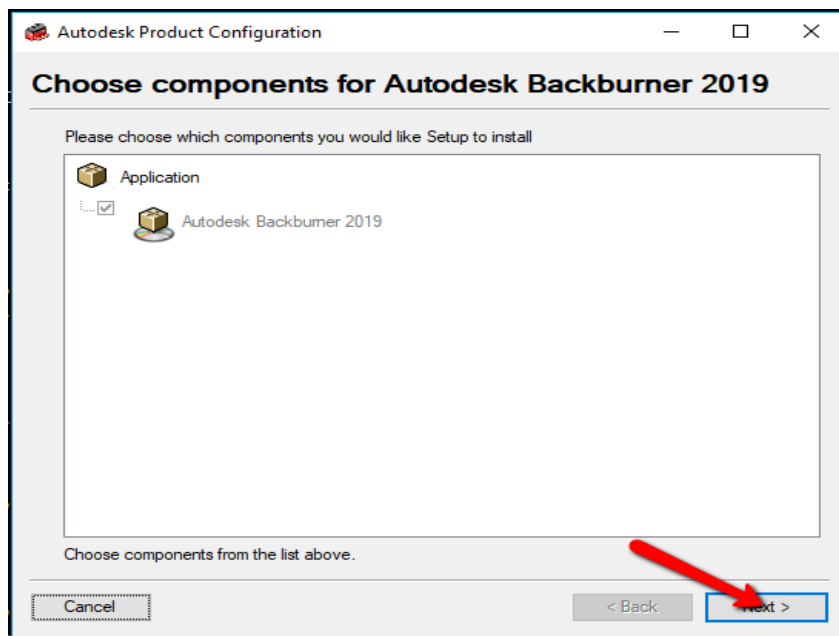 Autodesk Product Configuration
Choose components for Autodesk Backburner 2019
Please choose which components you would like Setup to install
Application
Autodesk Backburner 2019
Choose components from the list above.
Cancel
< Back
Next >